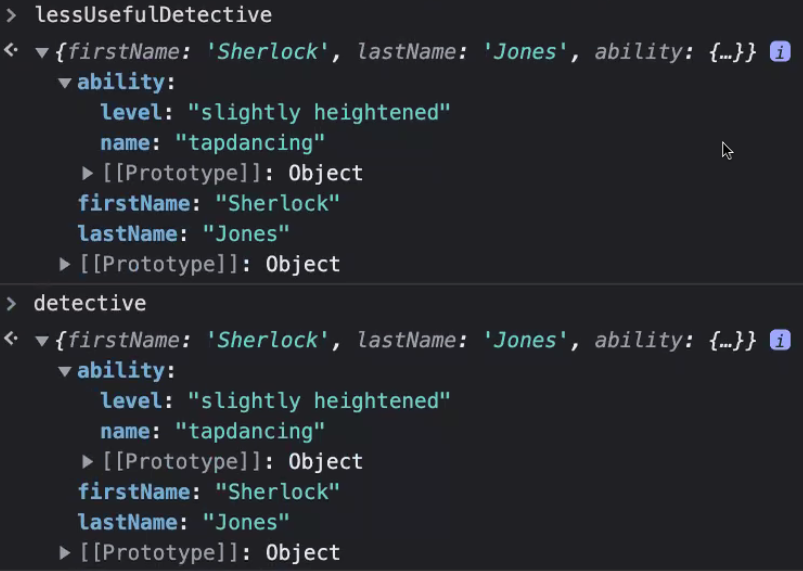 > lessUsefulDetective
{firstName: 'Sherlock', lastName: 'Jones', ability: {…}} i
ability:
level: "slightly heightened"
name: "tapdancing"
[[Prototype]]: Object
firstName: "Sherlock"
lastName: "Jones"
[[Prototype]]: Object
> detective
{firstName: 'Sherlock', lastName: 'Jones', ability: {…}} i
ability:
level: "slightly heightened"
name: "tapdancing"
[[Prototype]]: Object
firstName: "Sherlock"
lastName: "Jones"
[[Prototype]]: Object